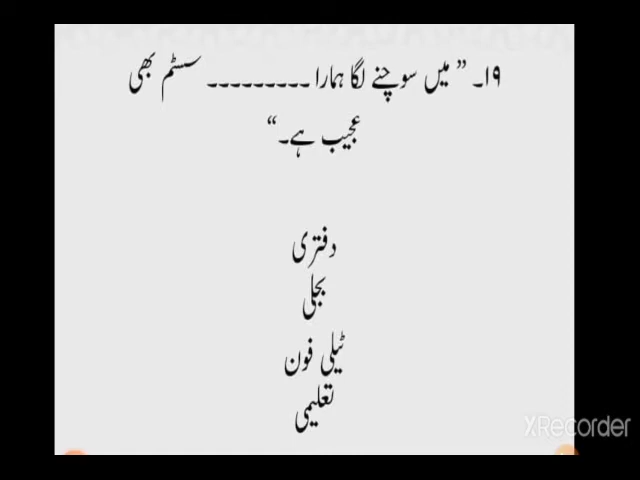 ۱۹۔ ” میں سوچنے لگا ہمارا ۔۔۔۔۔۔۔۔۔ سسٹم بھی
عجیب ہے۔“
دفتری
بجلی
ٹیلی فون
تعلیمی
XRecorder